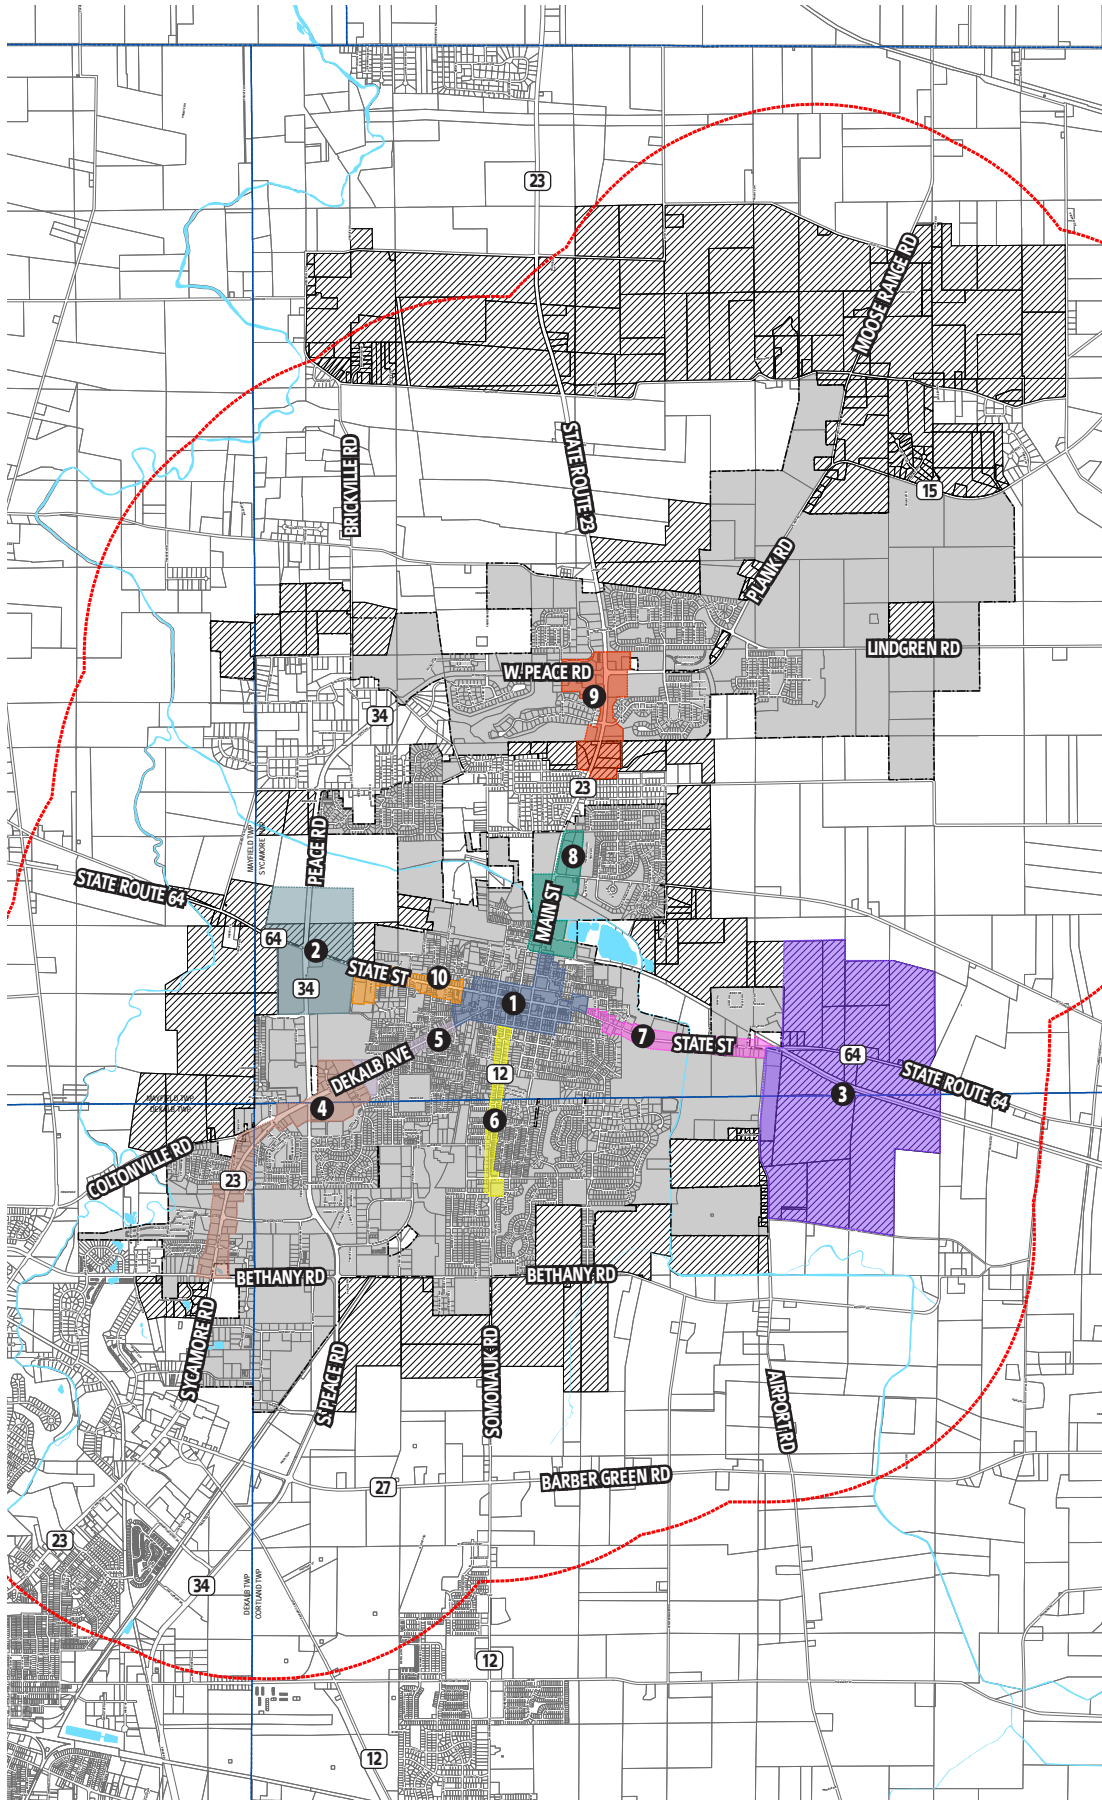 23
MOOSE RANGE RD
STATE ROUTE 23
BRICKVILLE RD
15
PLANK RD
LINDGREN RD
W. PEACE RD
9
34
23
MAYFIELD TWP
SYCAMORE TWP
PEACE RD
8
STATE ROUTE 64
MAIN ST
64
2
STATE ST
10
34
1
5
7
STATE ST
64
STATE ROUTE 64
DEKALB AVE
12
3
MAYFIELD TWP
DEKALB TWP
4
6
COLTONVILLE RD
23
BETHANY RD
BETHANY RD
SYCAMORE RD
S. PEACE RD
SOMONAUK RD
AIRPORT RD
27
BARBER GREEN RD
23
34
DEKALB TWP
CORTLAND TWP
12
12